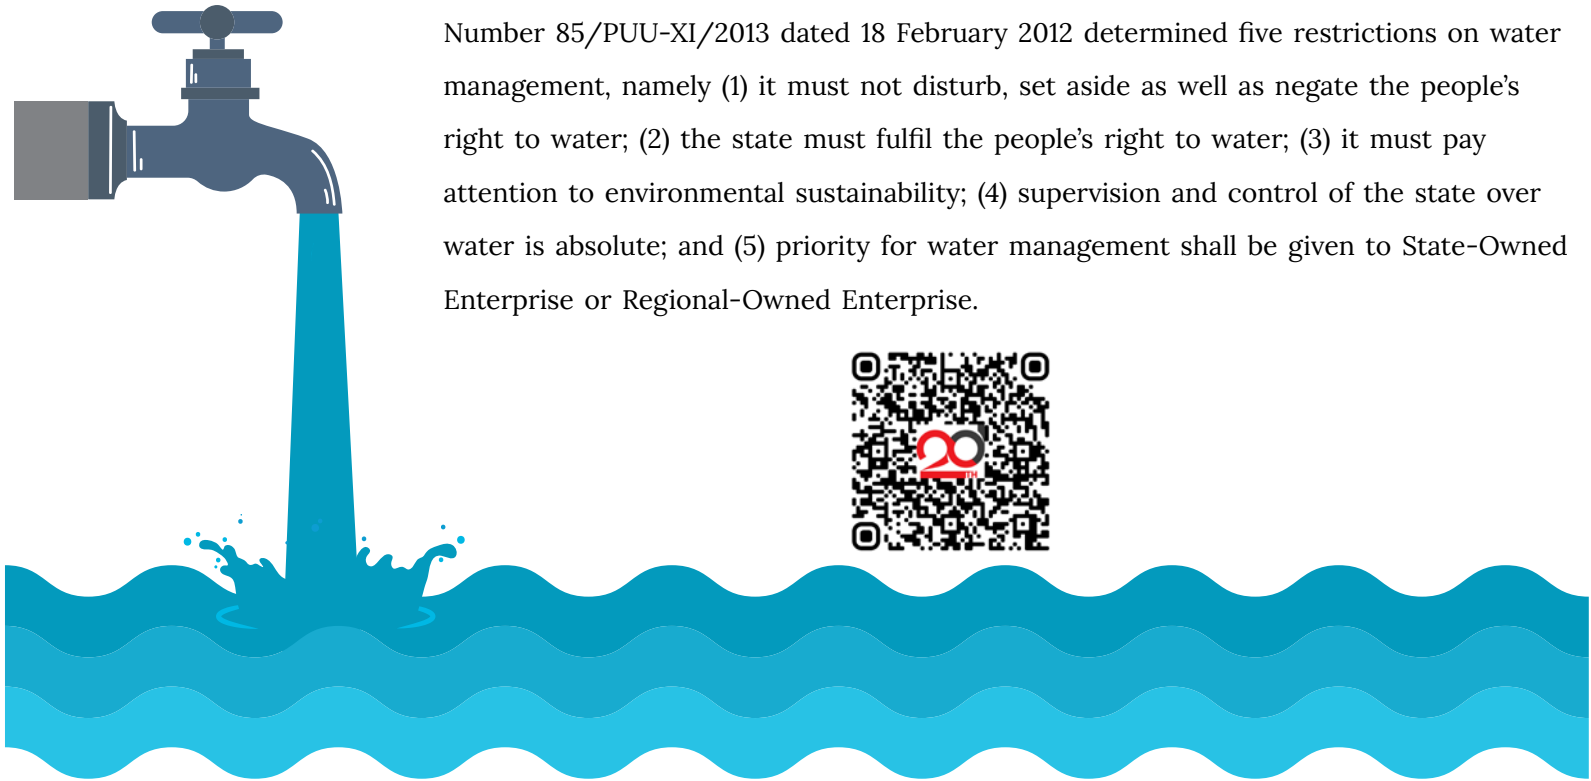 Number 85/PUU-XI/2013 dated 18 February 2012 determined five restrictions on water
management, namely (1) it must not disturb, set aside as well as negate the people’s
right to water; (2) the state must fulfil the people’s right to water; (3) it must pay
attention to environmental sustainability; (4) supervision and control of the state over
water is absolute; and (5) priority for water management shall be given to State-Owned
Enterprise or Regional-Owned Enterprise.
20
TH